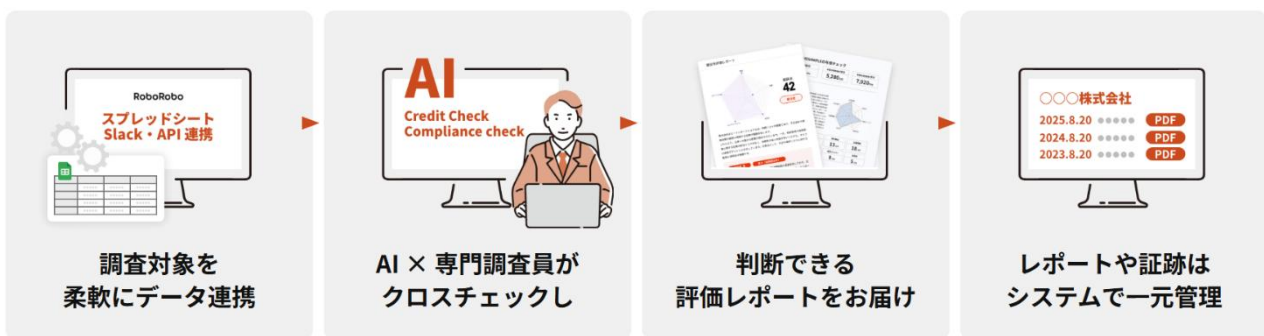 RoboRobo
スプレッドシート
Slack・API 連携
調査対象を
柔軟にデータ連携
AI
Credit Check
Compliance check
AI × 専門調査員が
クロスチェックし
42
5,280
7,020
判断できる
評価レポートをお届け
○○○株式会社
2025.8.20 ●●●●● PDF
2024.8.20 ●●●●● PDF
2023.8.20 ●●●●● PDF
レポートや証跡は
システムで一元管理